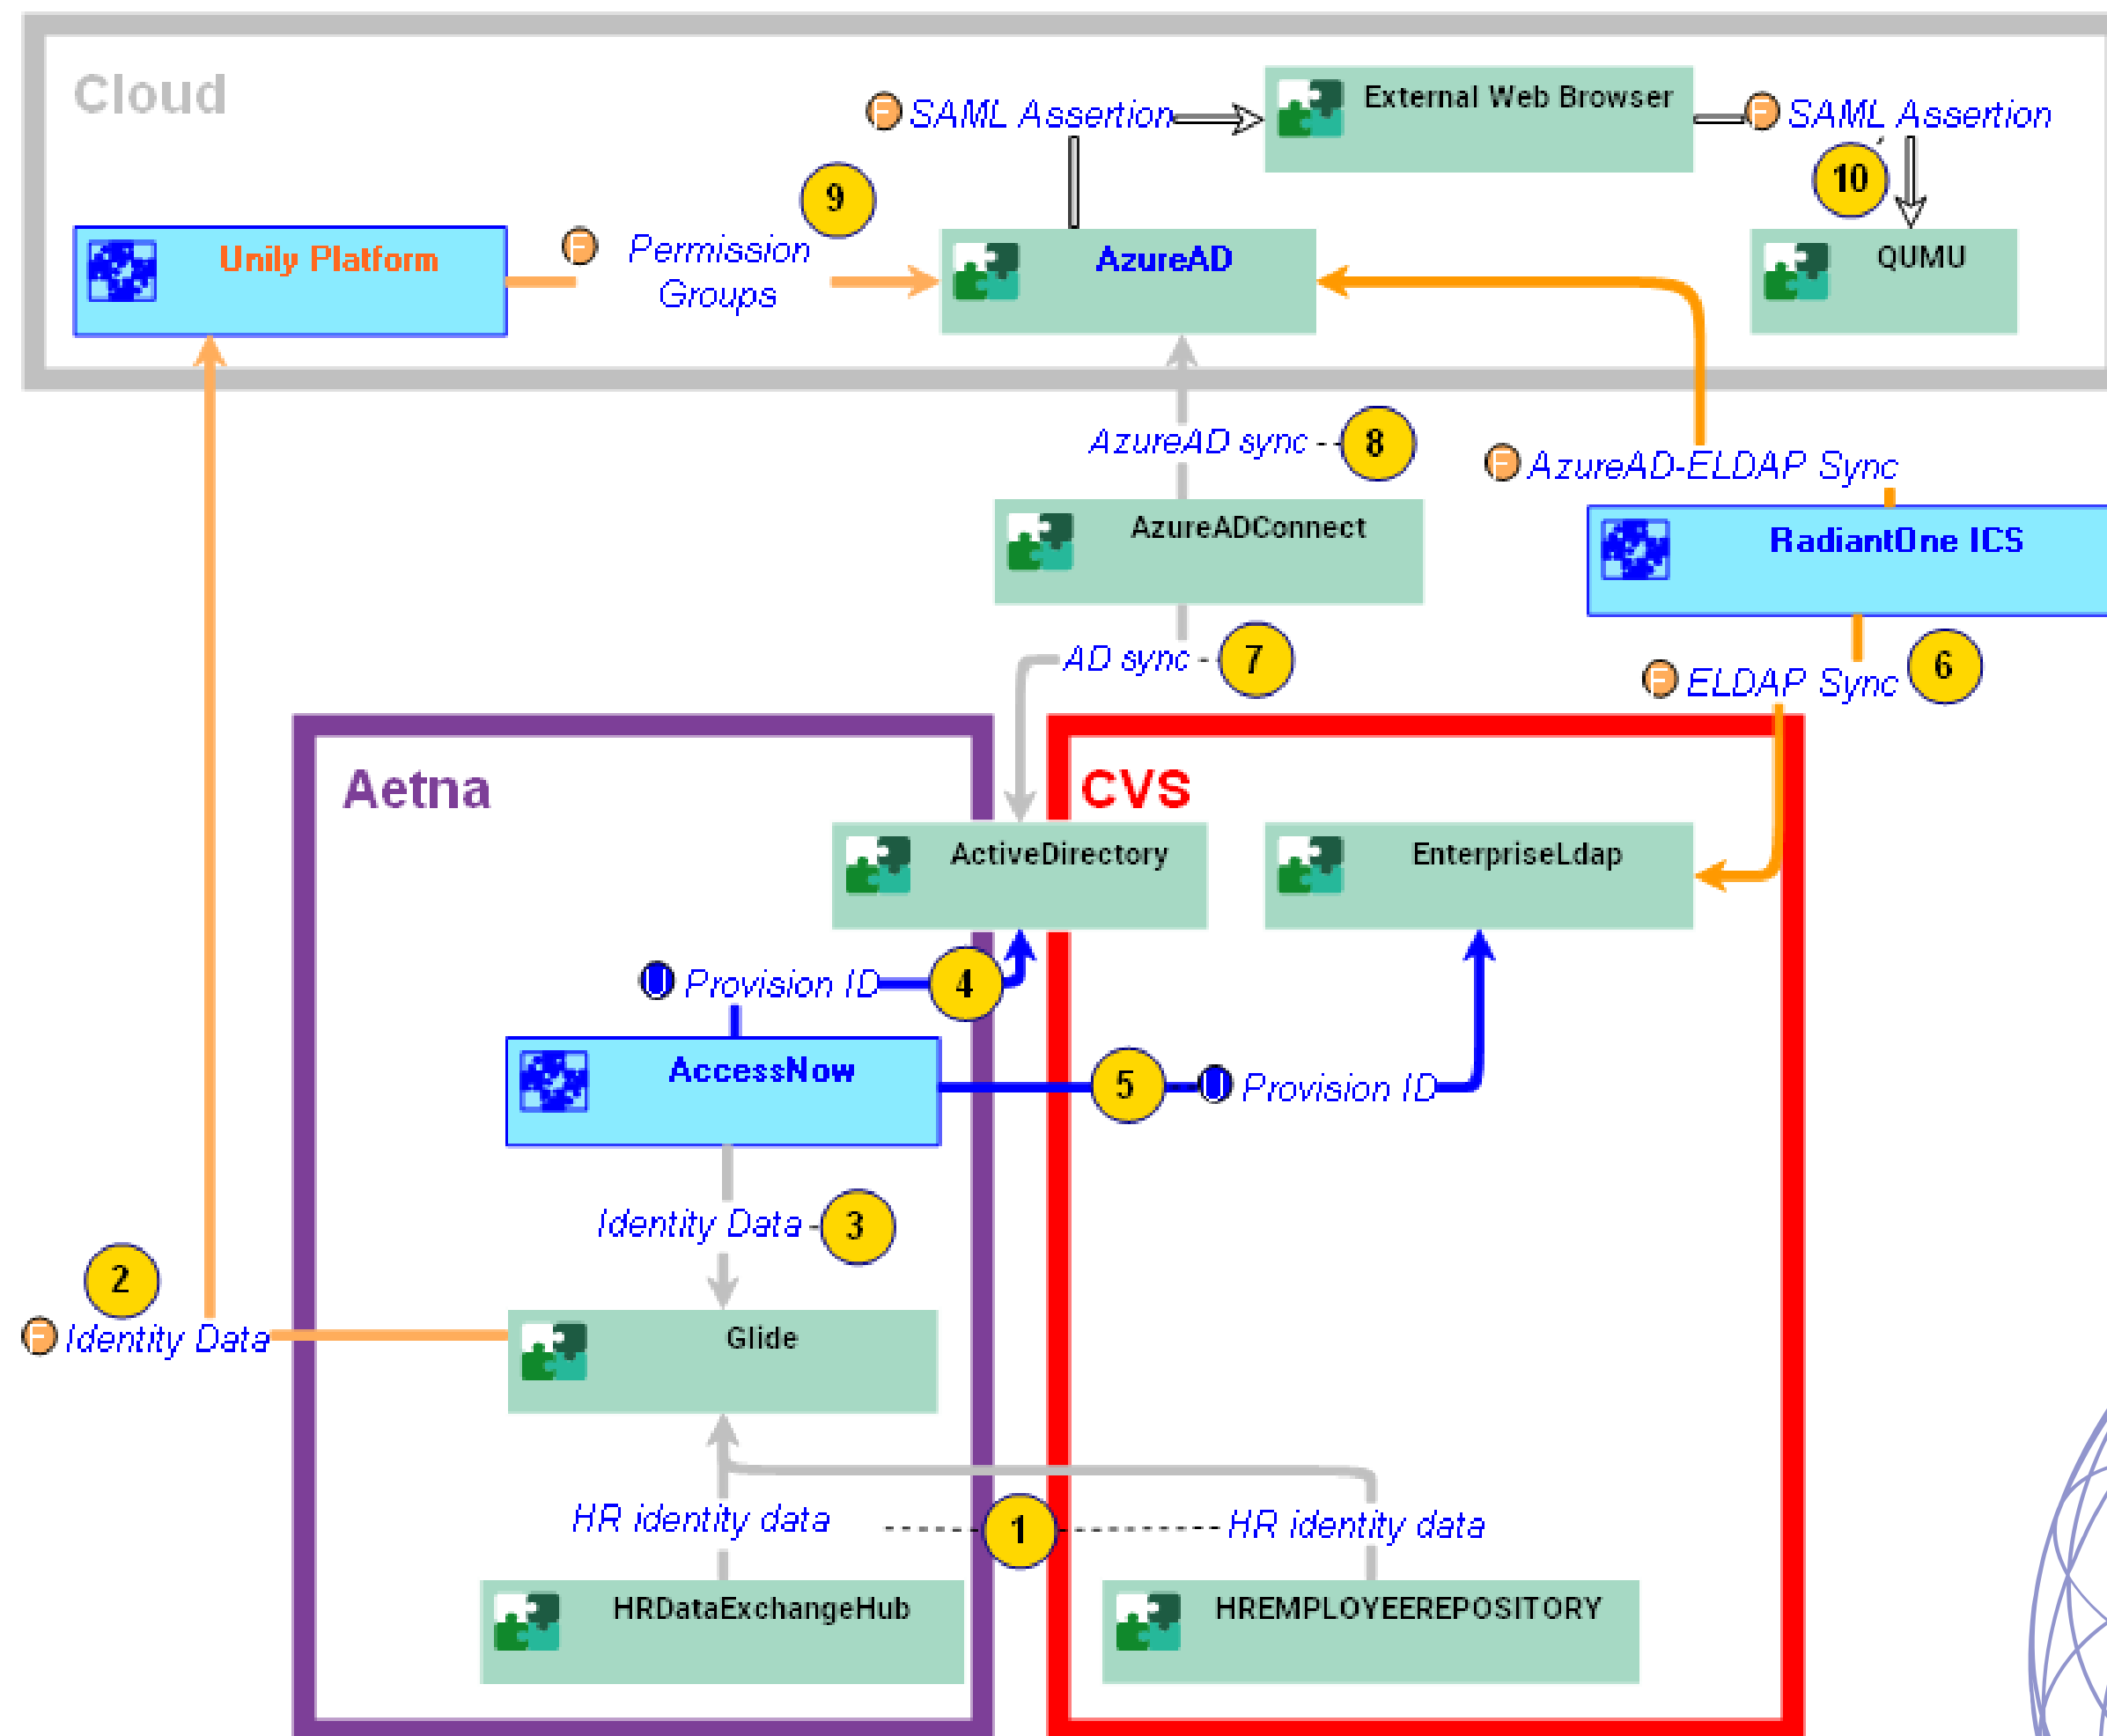 Cloud
F SAML Assertion
External Web Browser
F SAML Assertion
9
10
Unily Platform
F Permission
Groups
AzureAD
QUMU
AzureAD sync
8
F AzureAD-ELDAP Sync
AzureADConnect
RadiantOne ICS
AD sync
7
F ELDAP Sync
6
Aetna
CVS
ActiveDirectory
EnterpriseLdap
U Provision ID
4
AccessNow
5
U Provision ID
Identity Data
3
2
F Identity Data
Glide
HR identity data
1
HR identity data
HRDataExchangeHub
HREMPLOYEEREPOSITORY